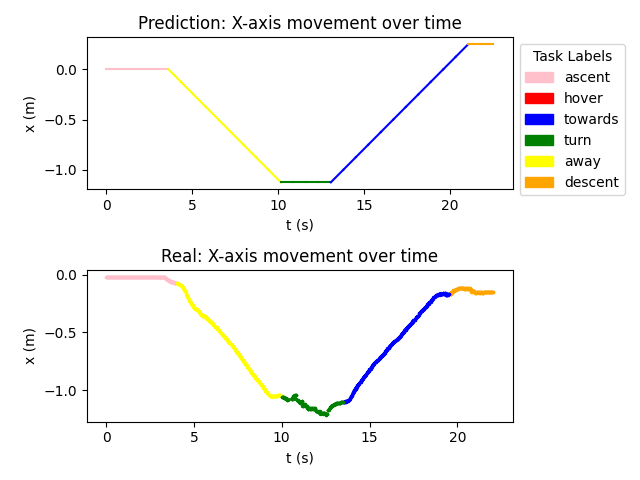 Prediction: X-axis movement over time
x (m)
0.0
−0.5
−1.0
0 5 10 15 20
t (s)
Task Labels
ascent
hover
towards
turn
away
descent
Real: X-axis movement over time
x (m)
0.0
−0.5
−1.0
0 5 10 15 20
t (s)